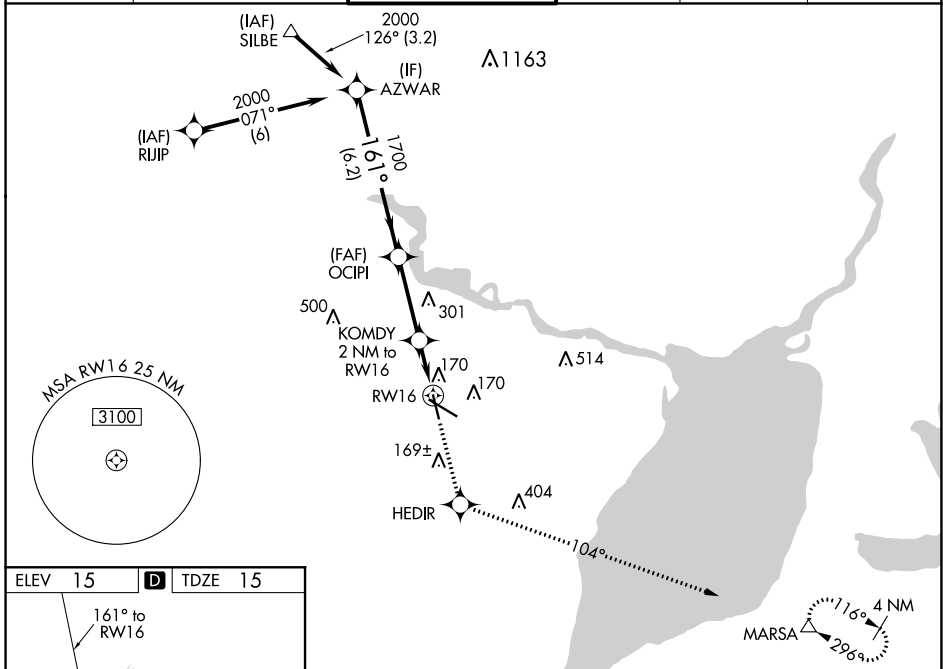 (IAF)
SILBE
2000
126° (3.2)
1163
(IF)
AZWAR
2000
071°
(6)
(IAF)
RIJIP
1700
161°
(6.2)
(FAF)
OCIPI
301
500
KOMDY
2 NM to
RW16
514
170
170
RW16
MSA RW16 25 NM
3100
169±
404
HEDIR
104°
ELEV 15 D TDZE 15
161° to
RW16
116°
4 NM
MARSA
296°